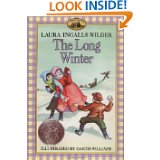 LAURA INGALLS WILDER
The Long
Winter
ILLUSTRATED BY GARTH WILLIAMS